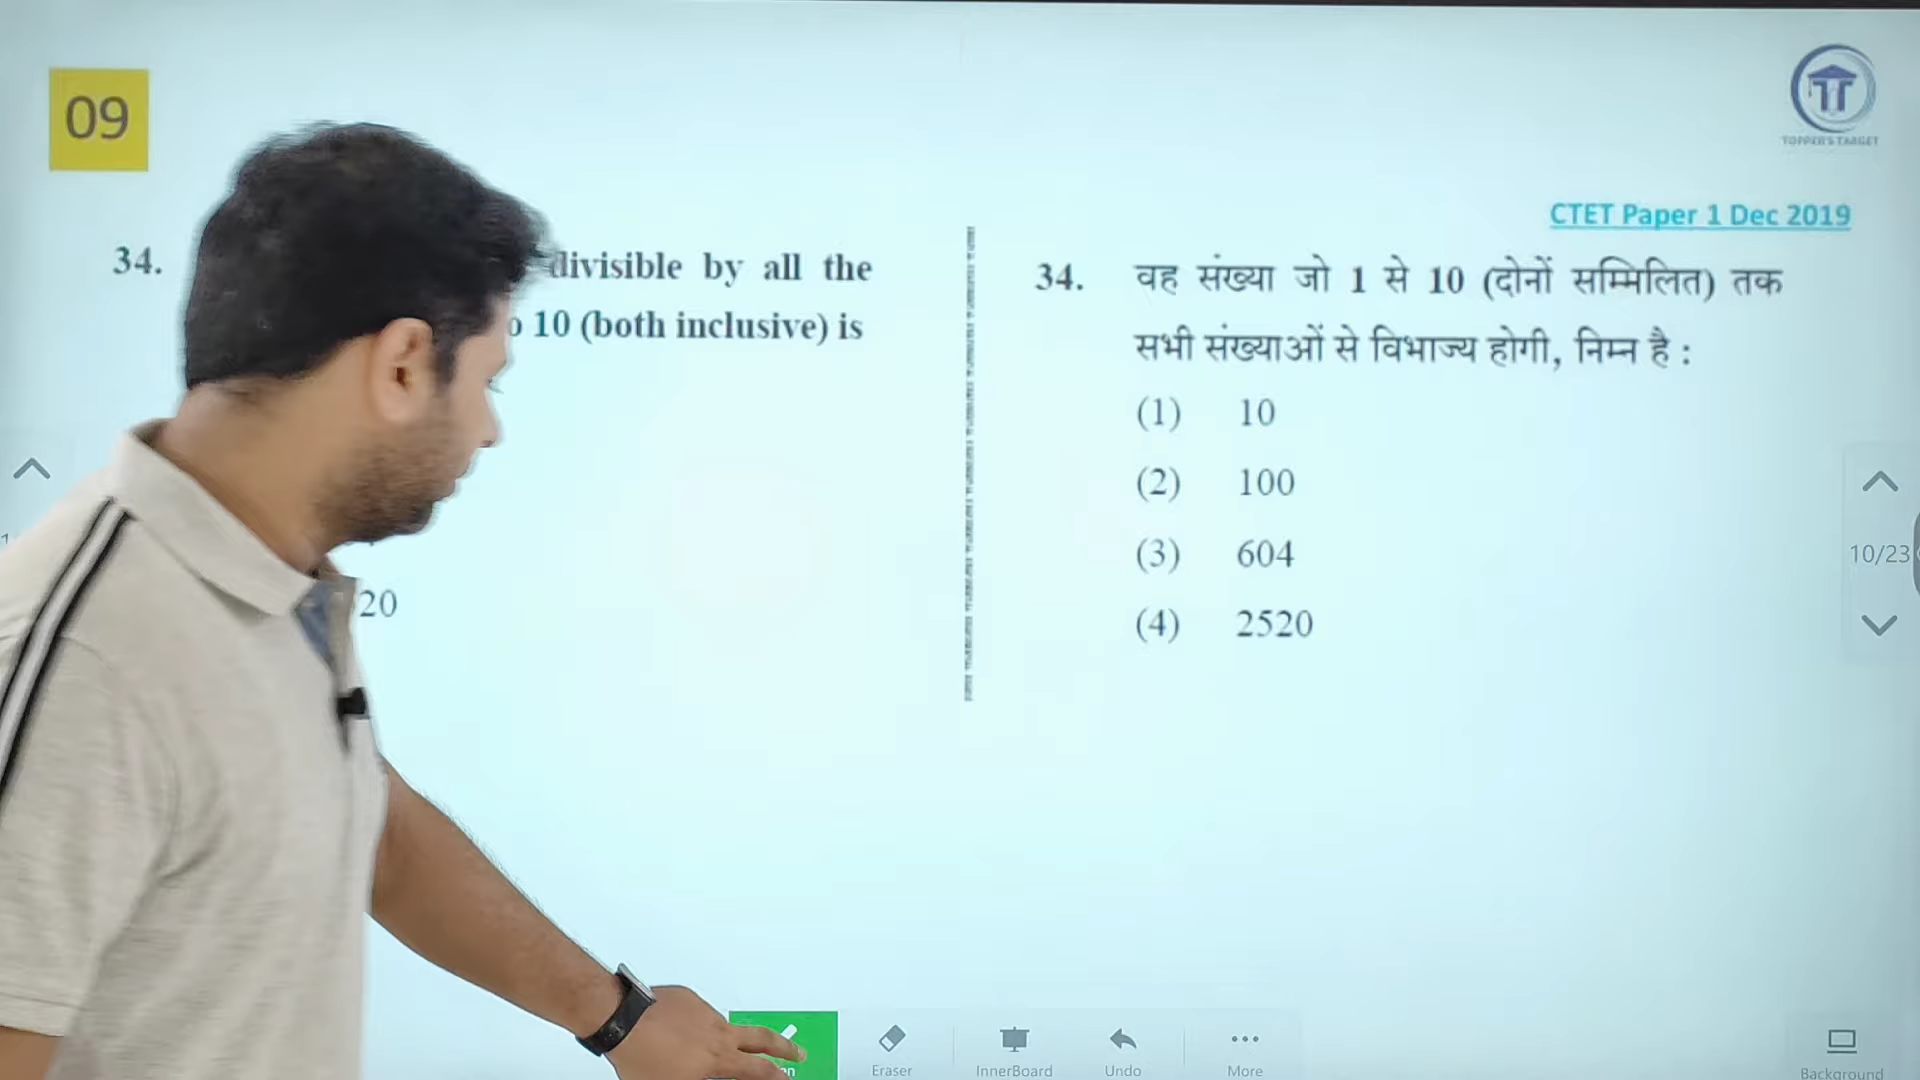 09
TOPPER'S TARGET
CTET Paper 1 Dec 2019
34.
divisible by all the
10 (both inclusive) is
20
34. वह संख्या जो 1 से 10 (दोनों सम्मिलित) तक
सभी संख्याओं से विभाज्य होगी, निम्न है :
(1) 10
(2) 100
(3) 604
(4) 2520
10/23
Eraser
InnerBoard
Undo
More
Background